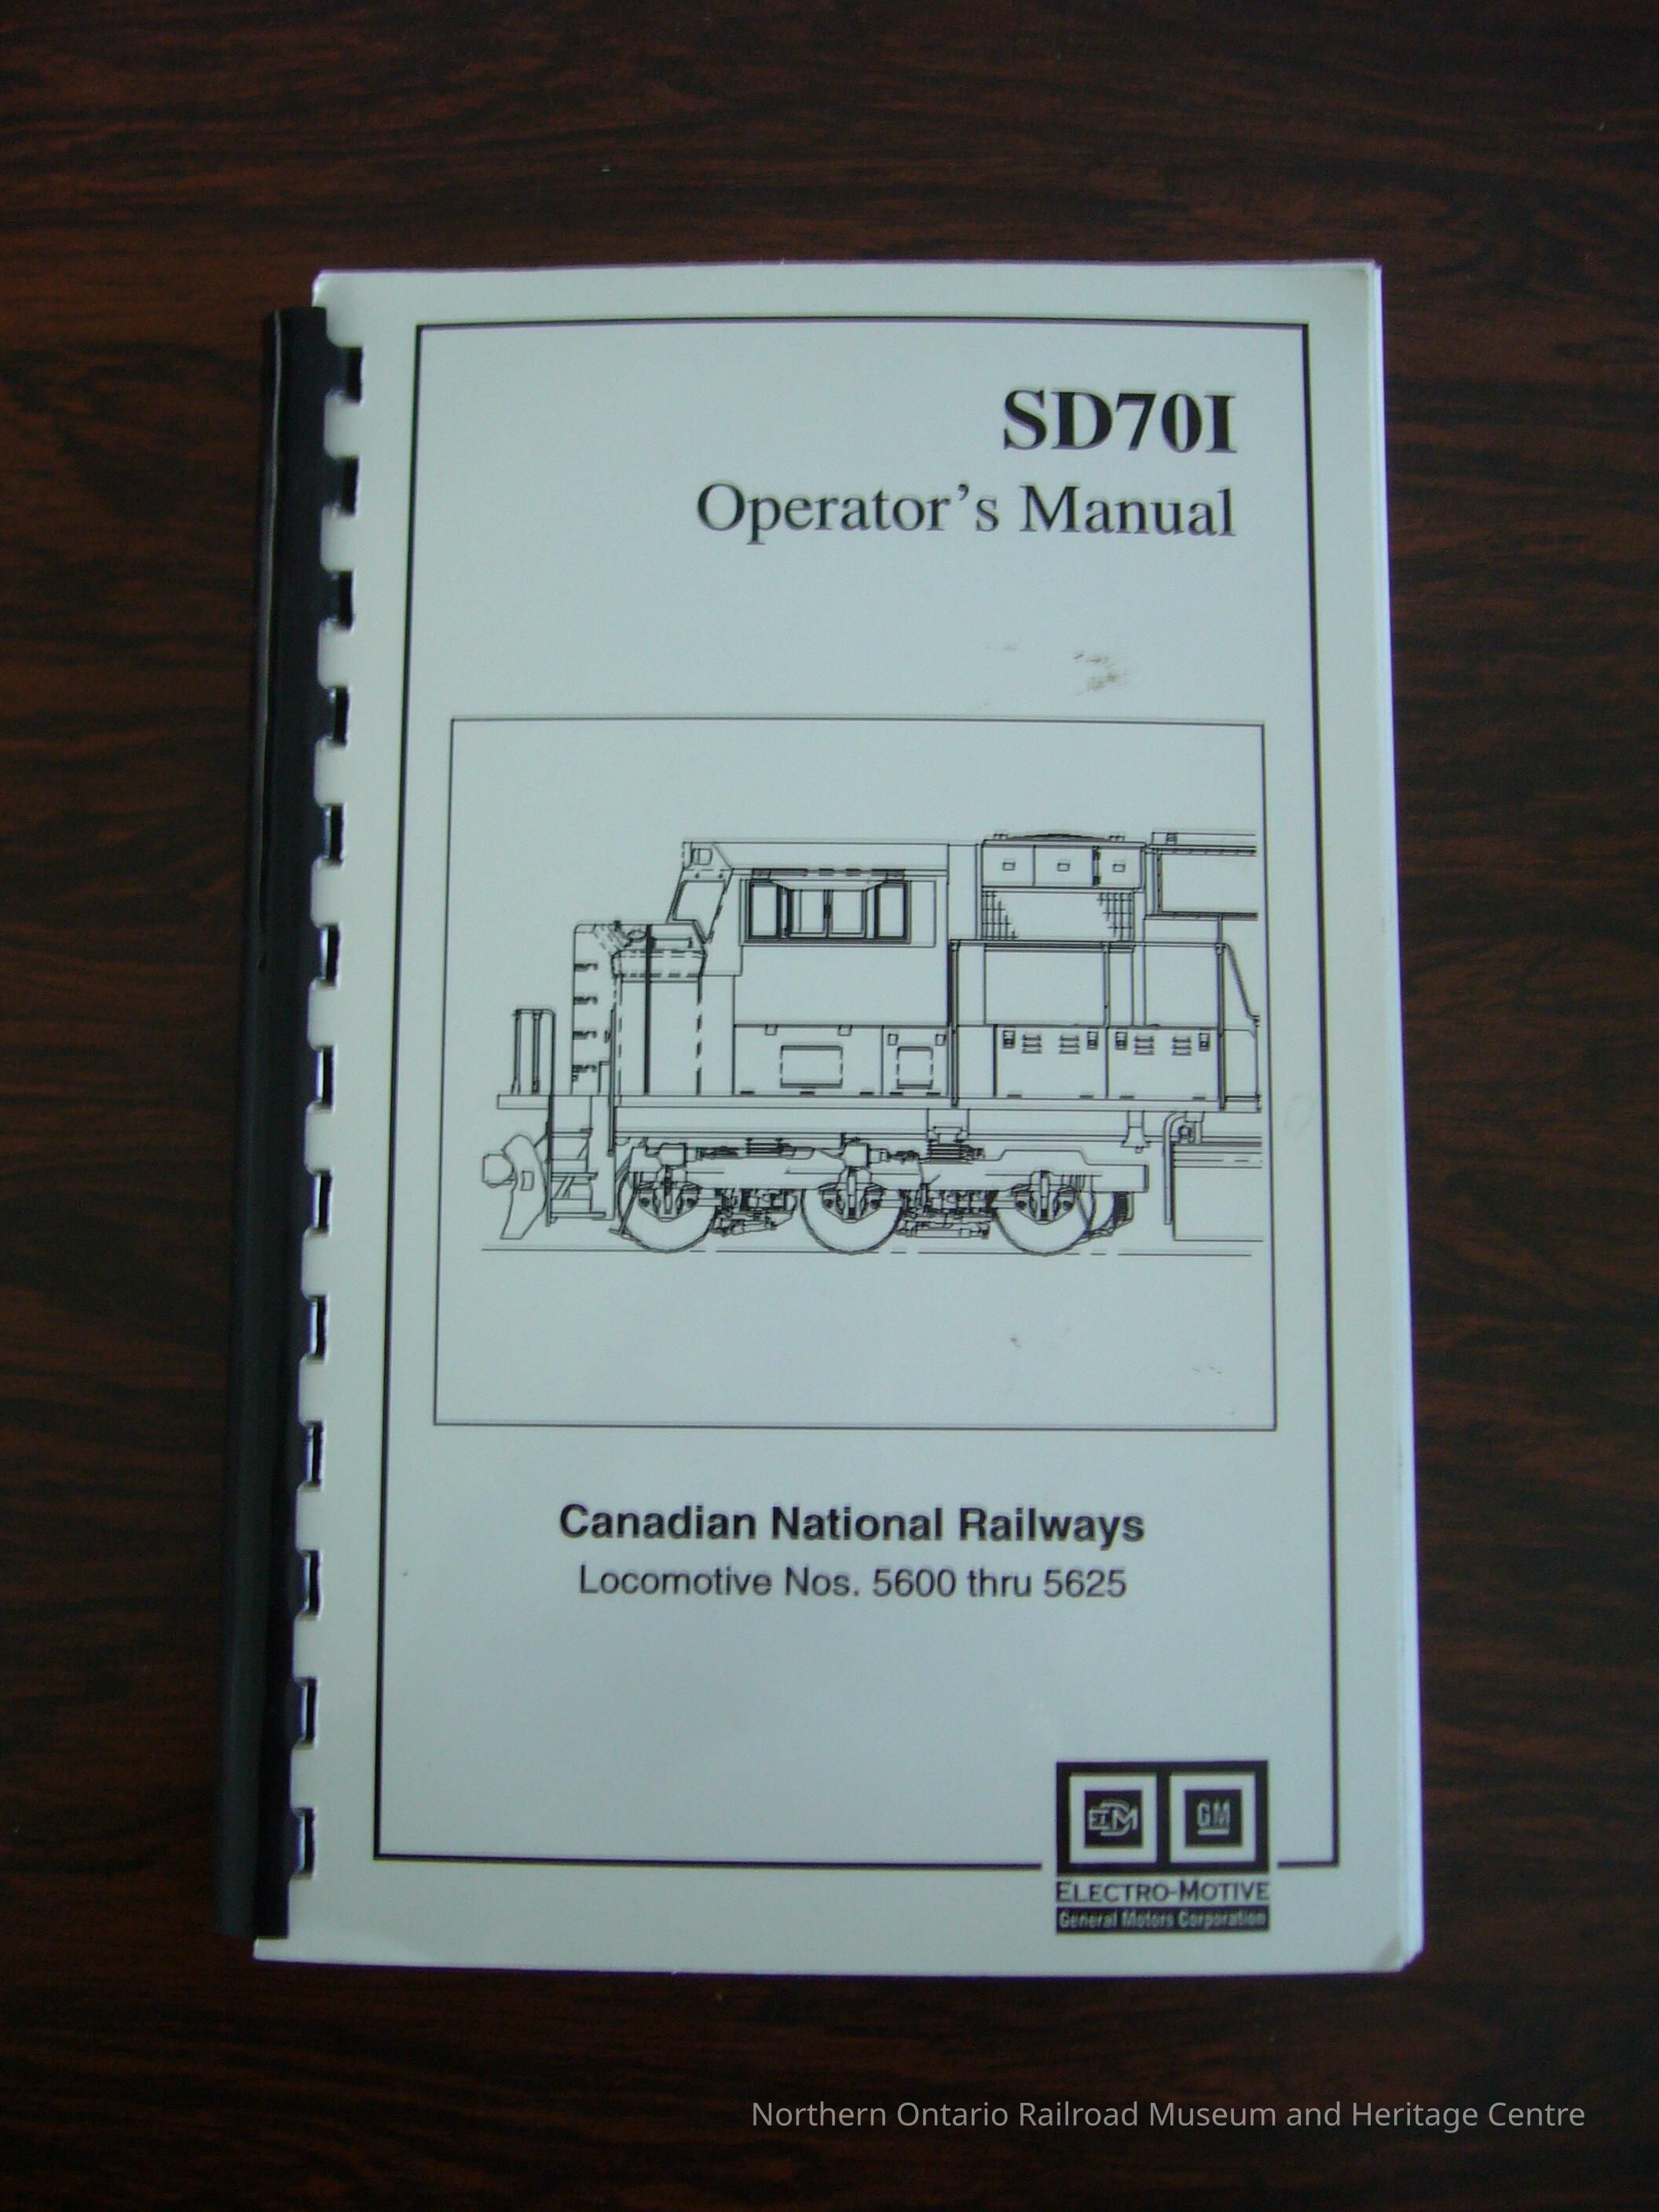 SD70I
Operator's Manual
Canadian National Railways
Locomotive Nos. 5600 thru 5625
EMD GM
ELECTRO-MOTIVE
General Motors Corporation
Northern Ontario Railroad Museum and Heritage Centre